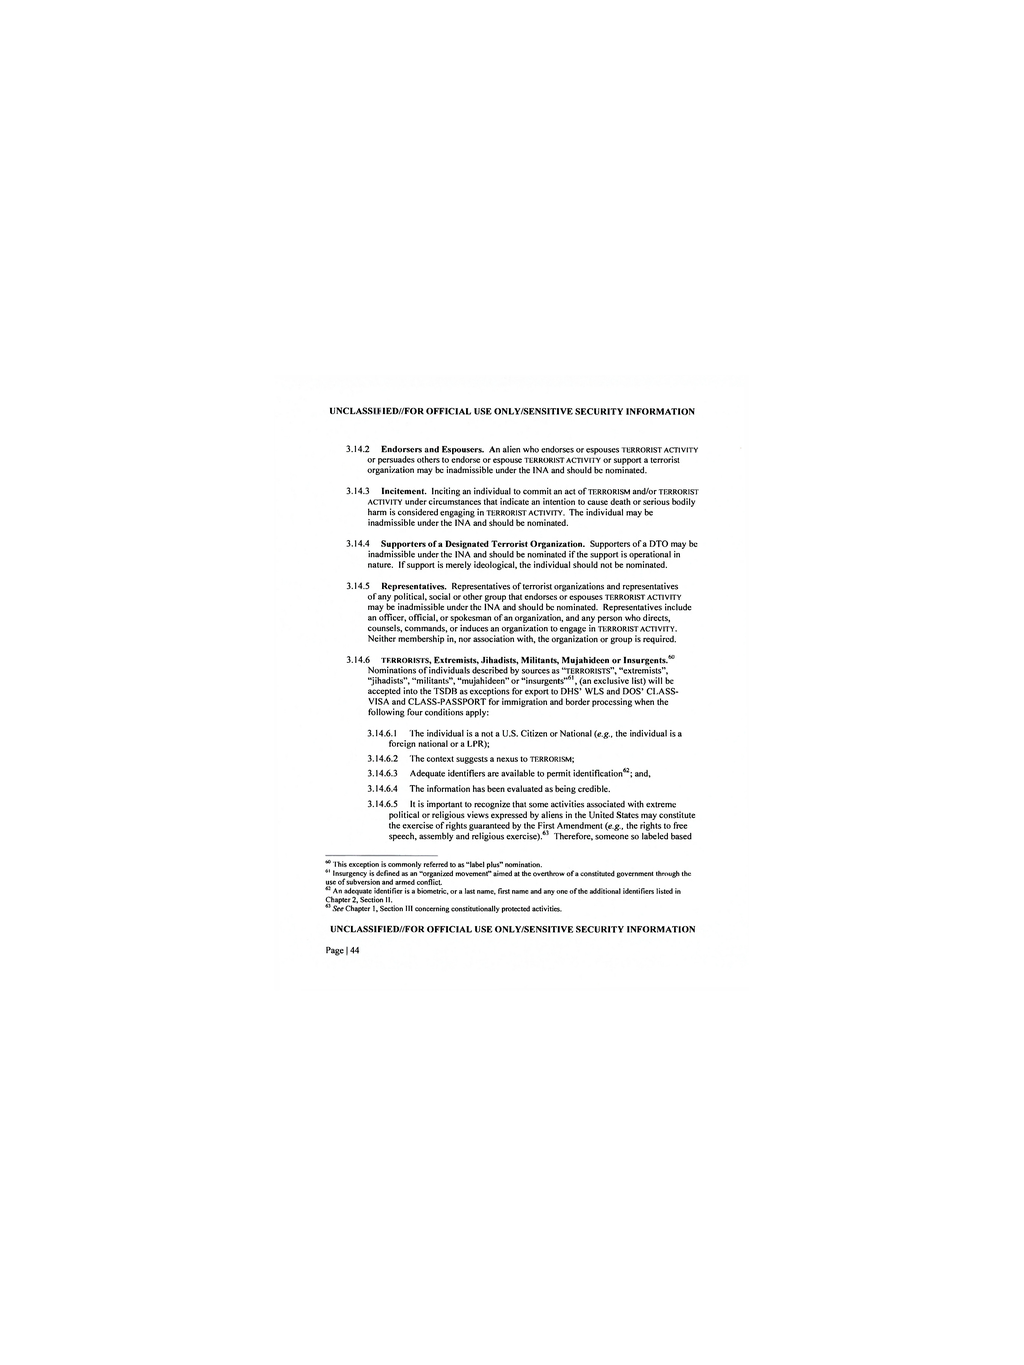 UNCLASSIFIED//FOR OFFICIAL USE ONLY/SENSITIVE SECURITY INFORMATION
3.14.2 Endorsers and Espousers. An alien who endorses or espouses TERRORIST ACTIVITY
or persuades others to endorse or espouse TERRORIST ACTIVITY or support a terrorist
organization may be inadmissible under the INA and should be nominated.
3.14.3 Incitement. Inciting an individual to commit an act of TERRORISM and/or TERRORIST
ACTIVITY under circumstances that indicate an intention to cause death or serious bodily
harm is considered engaging in TERRORIST ACTIVITY. The individual may be
inadmissible under the INA and should be nominated.
3.14.4 Supporters of a Designated Terrorist Organization. Supporters of a DTO may be
inadmissible under the INA and should be nominated if the support is operational in
nature. If support is merely ideological, the individual should not be nominated.
3.14.5 Representatives. Representatives of terrorist organizations and representatives
of any political, social or other group that endorses or espouses TERRORIST ACTIVITY
may be inadmissible under the INA and should be nominated. Representatives include
an officer, official, or spokesman of an organization, and any person who directs,
counsels, commands, or induces an organization to engage in TERRORIST ACTIVITY.
Neither membership in, nor association with, the organization or group is required.
3.14.6 TERRORISTS, Extremists, Jihadists, Militants, Mujahideen or Insurgents.60
Nominations of individuals described by sources as "TERRORISTS", "extremists",
"jihadists", "militants", "mujahideen" or "insurgents"61, (an exclusive list) will be
accepted into the TSDB as exceptions for export to DHS' WLS and DOS' CLASS-
VISA and CLASS-PASSPORT for immigration and border processing when the
following four conditions apply:
3.14.6.1 The individual is a not a U.S. Citizen or National (e.g., the individual is a
foreign national or a LPR);
3.14.6.2 The context suggests a nexus to TERRORISM;
3.14.6.3 Adequate identifiers are available to permit identification62; and,
3.14.6.4 The information has been evaluated as being credible.
3.14.6.5 It is important to recognize that some activities associated with extreme
political or religious views expressed by aliens in the United States may constitute
the exercise of rights guaranteed by the First Amendment (e.g., the rights to free
speech, assembly and religious exercise).63 Therefore, someone so labeled based
60 This exception is commonly referred to as "label plus" nomination.
61 Insurgency is defined as an "organized movement" aimed at the overthrow of a constituted government through the
use of subversion and armed conflict.
62 An adequate identifier is a biometric, or a last name, first name and any one of the additional identifiers listed in
Chapter 2, Section II.
63 See Chapter 1, Section III concerning constitutionally protected activities.
UNCLASSIFIED//FOR OFFICIAL USE ONLY/SENSITIVE SECURITY INFORMATION
Page | 44